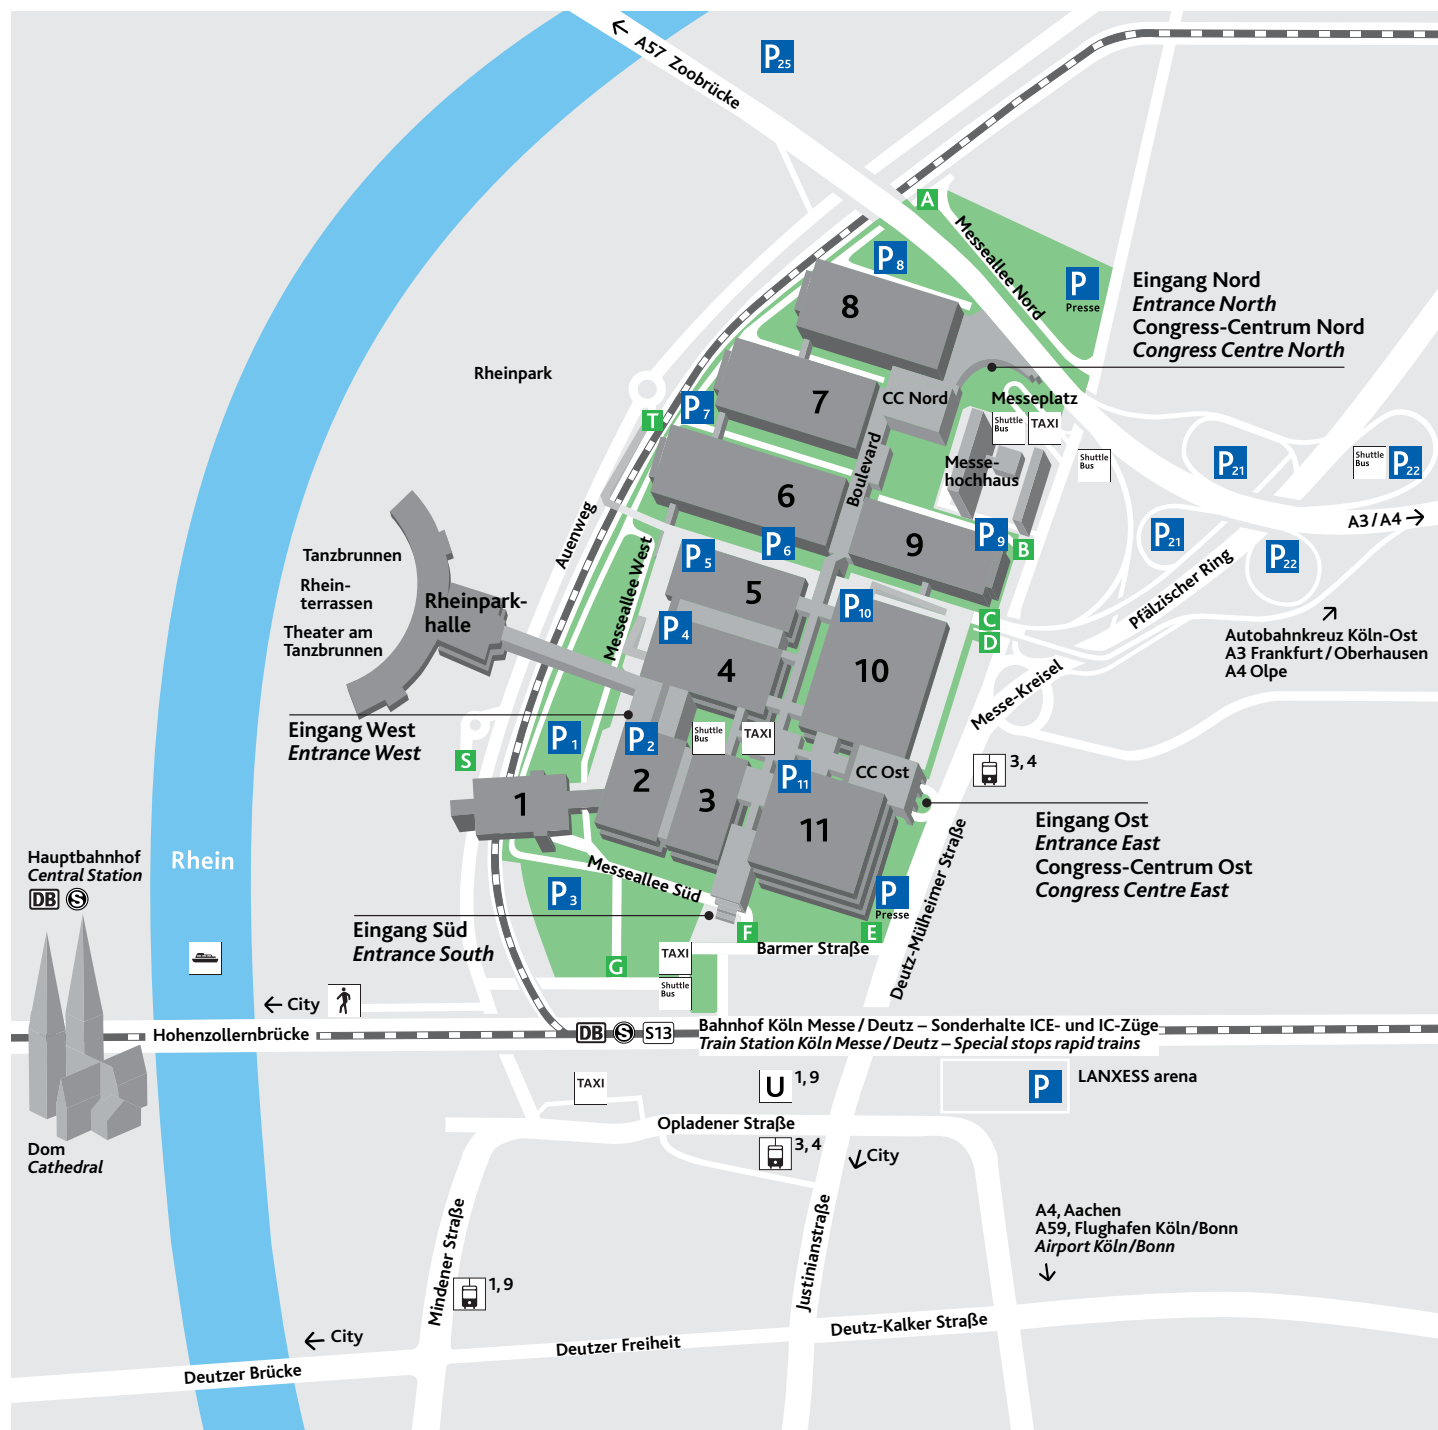 A57 Zoobrücke
P25
A
Messeallee Nord
P8
P
Presse
Eingang Nord
Entrance North
Congress-Centrum Nord
Congress Centre North
8
Rheinpark
7
CC Nord
Messeplatz
P7
T
Shuttle
Bus
TAXI
Boulevard
Messe-
hochhaus
Shuttle
Bus
P21
Shuttle
Bus
P22
6
A3/A4
Auenweg
P6
9
P9
B
P21
P22
Tanzbrunnen
Rhein-
terrassen
Theater am
Tanzbrunnen
Rheinpark-
halle
Messeallee West
P5
5
P10
Pfälzischer Ring
C
D
P4
4
10
Autobahnkreuz Köln-Ost
A3 Frankfurt/Oberhausen
A4 Olpe
Messe-Kreisel
Eingang West
Entrance West
P1
P2
Shuttle
Bus
TAXI
S
3, 4
P11
CC Ost
1
2
3
11
Eingang Ost
Entrance East
Congress-Centrum Ost
Congress Centre East
Deutz-Mülheimer Straße
Hauptbahnhof
Central Station
DB
S
Rhein
Messeallee Süd
P3
P
Presse
Eingang Süd
Entrance South
F
E
Barmer Straße
G
TAXI
Shuttle
Bus
City
Hohenzollernbrücke
DB
S
S13
Bahnhof Köln Messe/Deutz – Sonderhalte ICE- und IC-Züge
Train Station Köln Messe/Deutz – Special stops rapid trains
TAXI
U
1, 9
P
LANXESS arena
Opladener Straße
3, 4
City
Dom
Cathedral
Mindener Straße
Justinianstraße
A4, Aachen
A59, Flughafen Köln/Bonn
Airport Köln/Bonn
1, 9
City
Deutzer Brücke
Deutzer Freiheit
Deutz-Kalker Straße